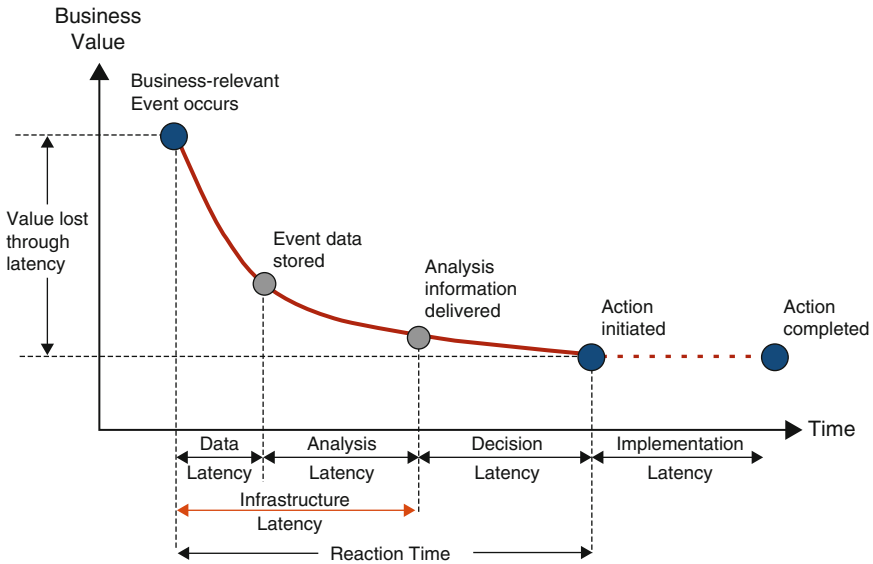 Business
Value
Business-relevant
Event occurs
Value lost
through
latency
Event data
stored
Analysis
information
delivered
Action
initiated
Action
completed
Time
Data
Latency
Analysis
Latency
Decision
Latency
Implementation
Latency
Infrastructure
Latency
Reaction Time